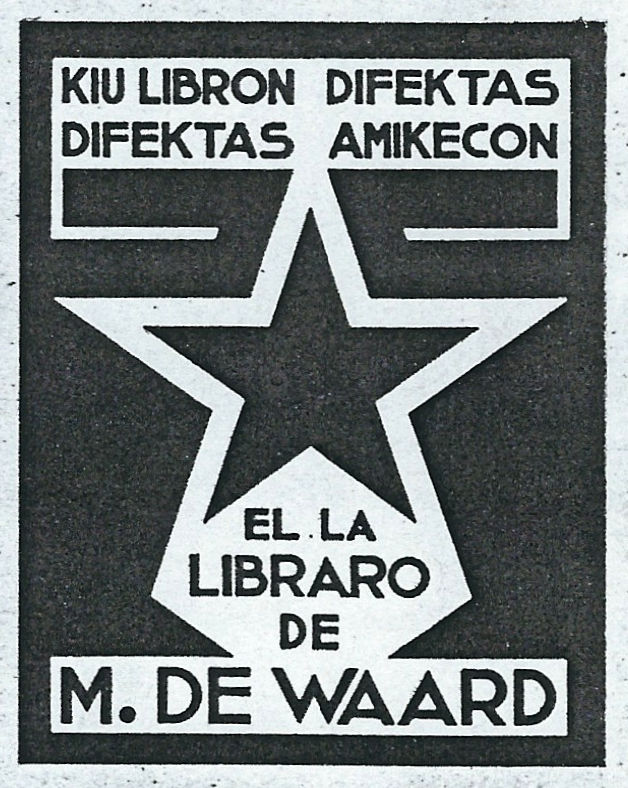 KIU LIBRON DIFEKTAS
DIFEKTAS AMIKECON
EL LA
LIBRARO
DE
M. DE WAARD